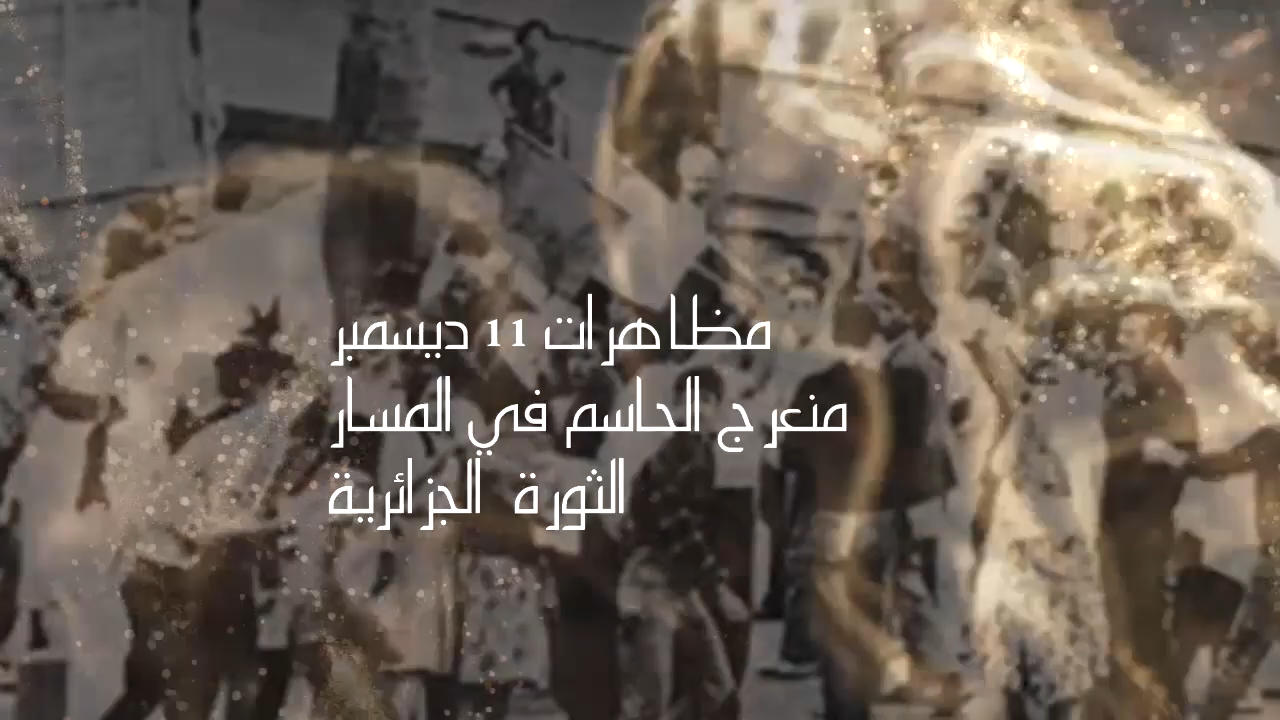 مظاهرات 11 ديسمبر
منعرج الحاسم في المسار
الثورة الجزائرية